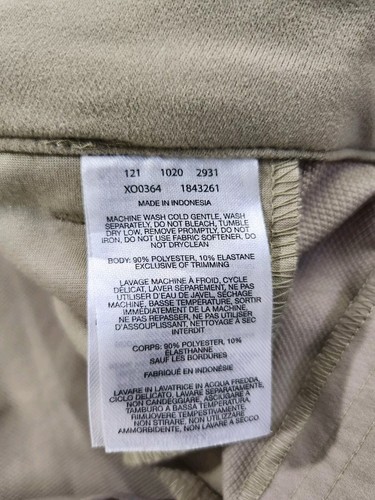 121 1020 2931
XO0364 1843261
MADE IN INDONESIA
MACHINE WASH COLD GENTLE, WASH
SEPARATELY, DO NOT BLEACH, TUMBLE
DRY LOW, REMOVE PROMPTLY, DO NOT
IRON, DO NOT USE FABRIC SOFTENER, DO
NOT DRYCLEAN
BODY: 90% POLYESTER, 10% ELASTANE
EXCLUSIVE OF TRIMMING
LAVAGE MACHINE À FROID, CYCLE
DÉLICAT, LAVER SÉPARÉMENT, NE PAS
UTILISER D'EAU DE JAVEL, SÉCHAGE
MACHINE, BASSE TEMPÉRATURE, SORTIR
IMMÉDIATEMENT DE LA MACHINE,
NE PAS REPASSER, NE PAS UTILISER
D'ASSOUPLISSANT, NETTOYAGE À SEC
INTERDIT
CORPS: 90% POLYESTER, 10%
ÉLASTHANNE
SAUF LES BORDURES
FABRIQUÉ EN INDONÉSIE
LAVARE IN LAVATRICE IN ACQUA FREDDA,
CICLO DELICATO, LAVARE SEPARATAMENTE,
NON CANDEGGIARE, ASCIUGARE A
TAMBURO A BASSA TEMPERATURA,
RIMUOVERE TEMPESTIVAMENTE,
NON STIRARE, NON UTILIZZARE
AMMORBIDENTE, NON LAVARE A SECCO